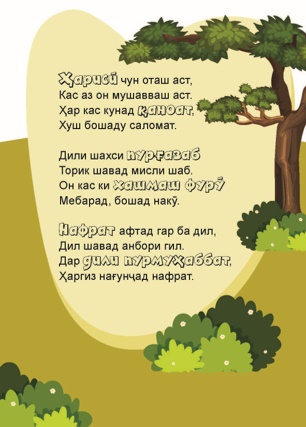 Ҳарисӣ чун оташ аст,
Кас аз он мушавваш аст.
Ҳар кас кунад қаноат,
Хуш бошаду саломат.
Дили шахси пурғазаб
Торик шавад мисли шаб.
Он кас ки хашмаш фурӯ
Мебарад, бошад накӯ.
Нафрат афтад гар ба дил,
Дил шавад анбори гил.
Дар дили пурмуҳаббат,
Ҳаргиз нағунҷад нафрат.